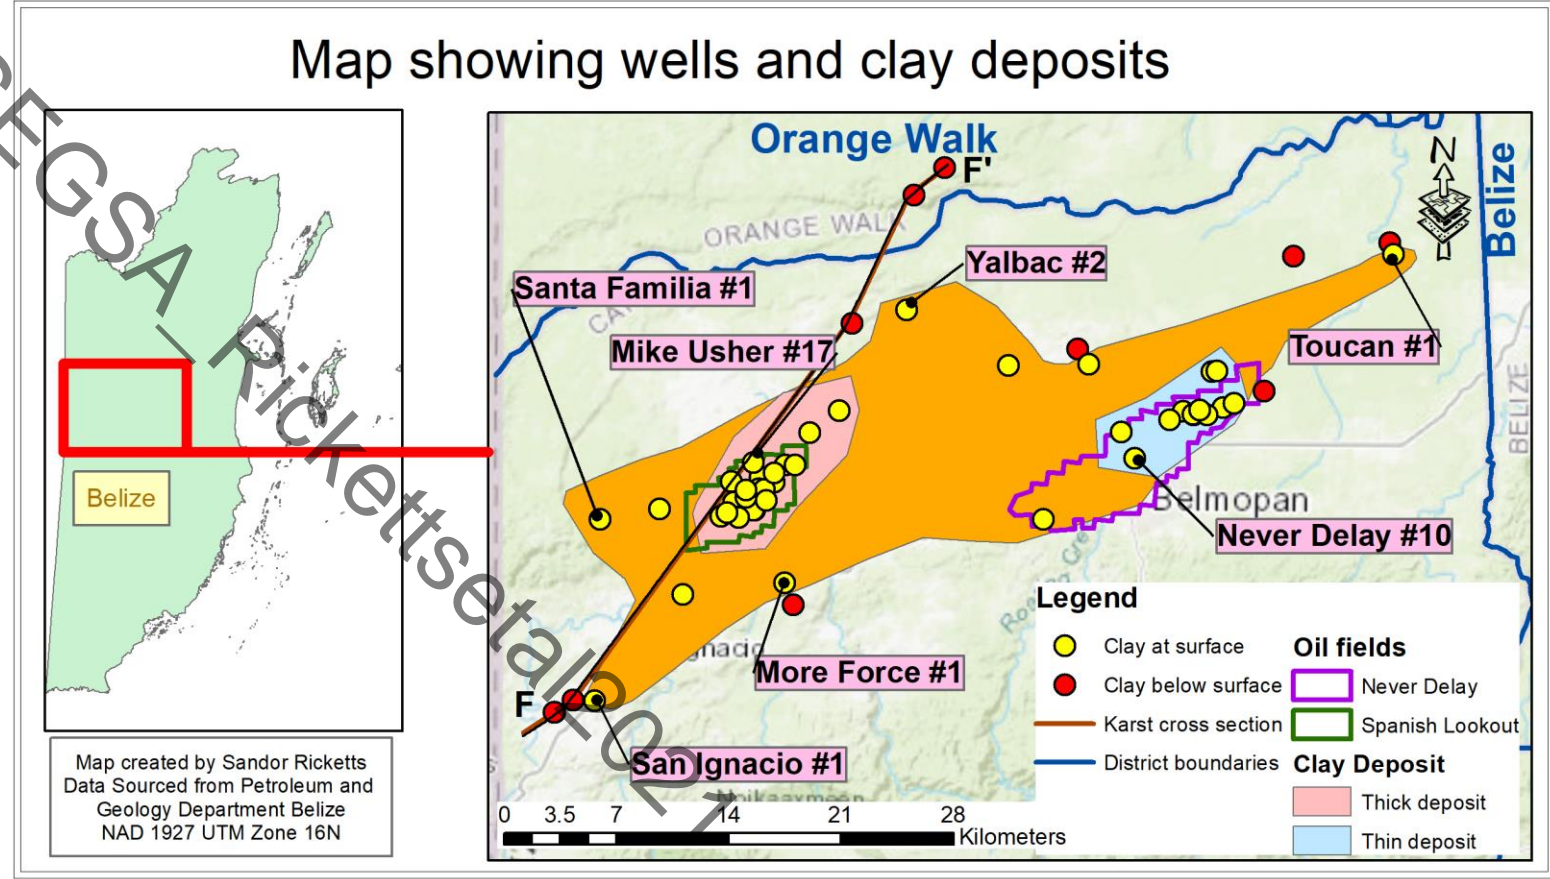 Map showing wells and clay deposits
EGSA_Rickettsetal2021
Belize
Map created by Sandor Ricketts
Data Sourced from Petroleum and
Geology Department Belize
NAD 1927 UTM Zone 16N
Orange Walk
F'
N
Belize
ORANGE WALK
Yalbac #2
Santa Familia #1
CA
Mike Usher #17
Toucan #1
BELIZE
Belmopan
Never Delay #10
gnacio
More Force #1
F
San Ignacio #1
0 3.5 7 14 21 28
Kilometers
Legend
Clay at surface
Clay below surface
Karst cross section
District boundaries
Oil fields
Never Delay
Spanish Lookout
Clay Deposit
Thick deposit
Thin deposit